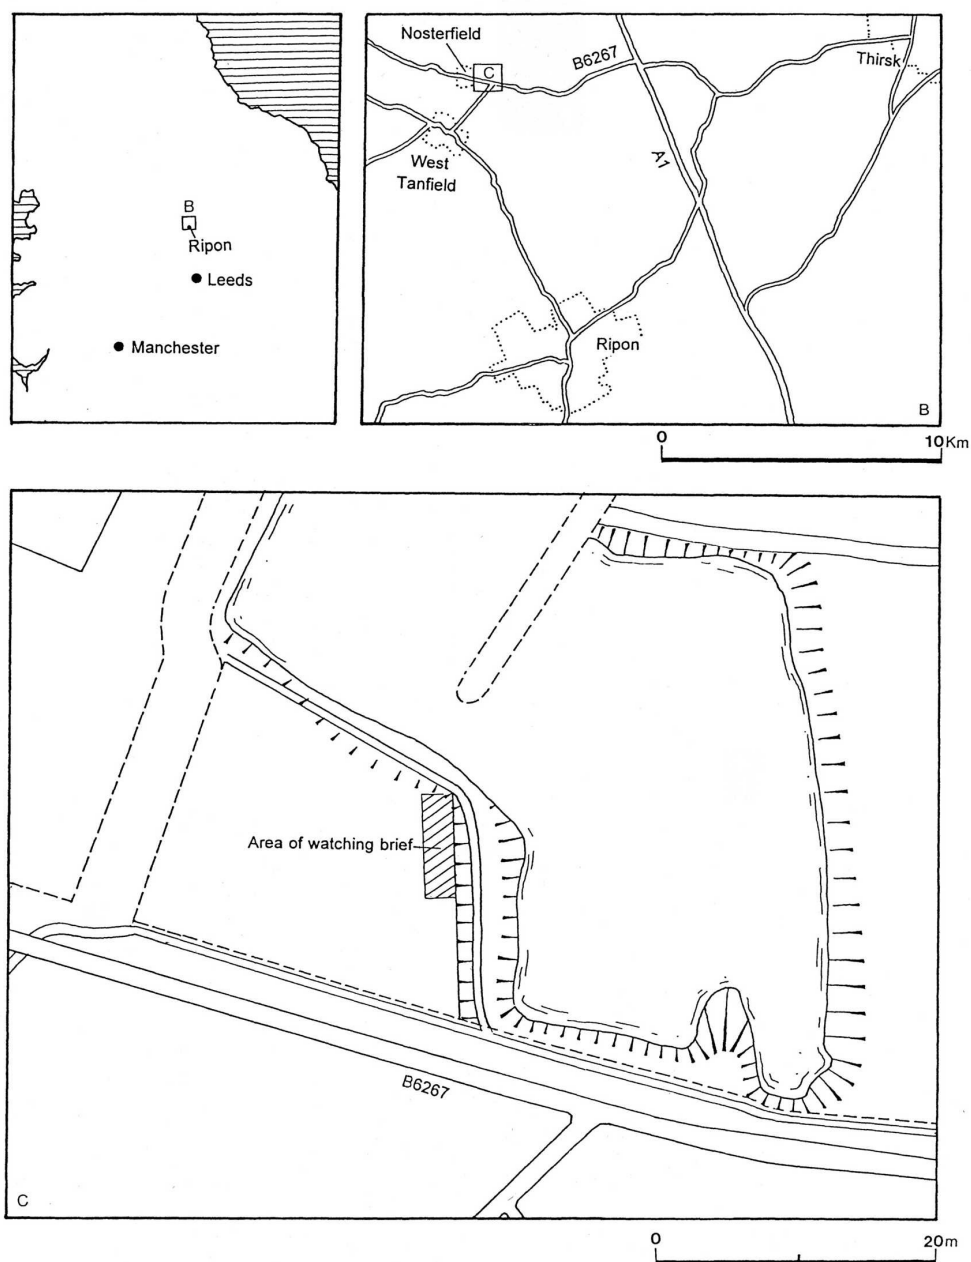 B
Ripon
Leeds
Manchester
Nosterfield
C
B6267
Thirsk
West
Tanfield
A1
Ripon
B
0 10Km
Area of watching brief
B6267
C
0 20m